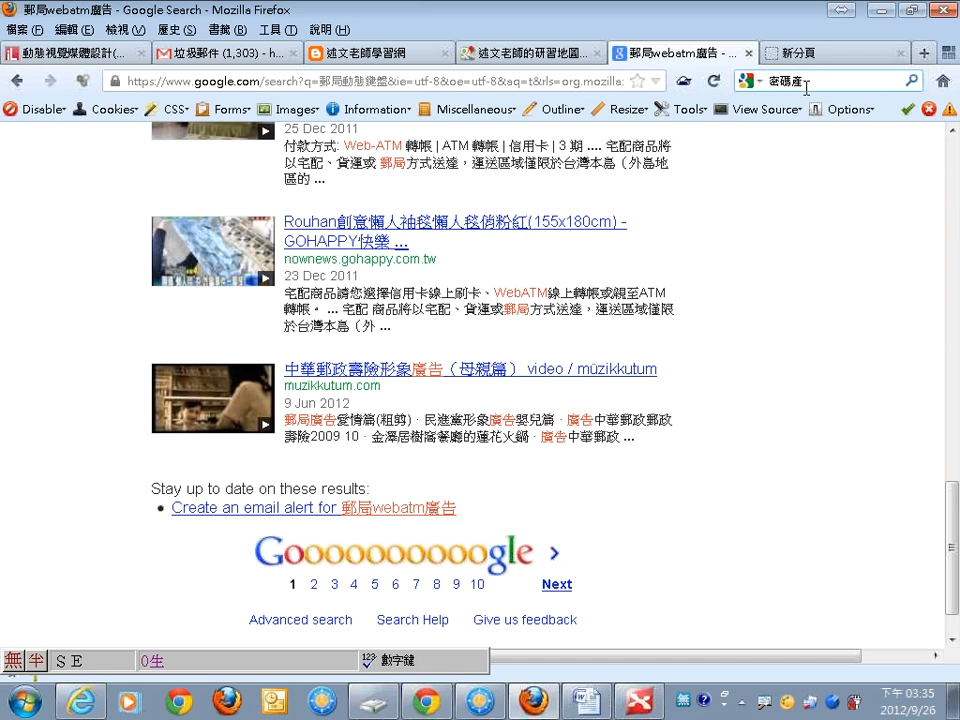 郵局webatm廣告 - Google Search - Mozilla Firefox
檔案 (F) 編輯(E) 檢視 (V) 歷史 (S) 書籤 (B) 工具 (T) 說明 (H)
動態視覺媒體設計(... 垃圾郵件 (1,303) - h... 述文老師學習網 述文老師的研習地圖... 郵局webatm廣告 - ... 新分頁
https://www.google.com/search?q=郵局動態鍵盤&ie=utf-8&oe=utf-8&aq=t&rls=org.mozilla: 密碼產
Disable Cookies CSS Forms Images Information Miscellaneous Outline Resize Tools View Source Options
25 Dec 2011
付款方式: Web-ATM 轉帳 | ATM 轉帳 | 信用卡 | 3 期 .... 宅配商品將
以宅配、貨運或 郵局方式送達，運送區域僅限於台灣本島（外島地
區的 ...
Rouhan創意懶人袖毯懶人毯俏粉紅(155x180cm) -
GOHAPPY快樂 ...
nownews.gohappy.com.tw
23 Dec 2011
宅配商品請您選擇信用卡線上刷卡、WebATM線上轉帳或親至ATM
轉帳。 ... 宅配 商品將以宅配、貨運或郵局方式送達，運送區域僅限
於台灣本島（外 ...
中華郵政壽險形象廣告（母親篇） video / müzikkutum
muzikkutum.com
9 Jun 2012
郵局廣告愛情篇(粗剪)．民進黨形象廣告嬰兒篇．廣告中華郵政郵政
壽險2009 10．金澤居樹窩餐廳的蓮花火鍋．廣告中華郵政 ...
Stay up to date on these results:
Create an email alert for 郵局webatm廣告
Goooooooooogle >
1 2 3 4 5 6 7 8 9 10 Next
Advanced search Search Help Give us feedback
無 半 S E 0生 123 數字鍵
無 下午 03:35
2012/9/26